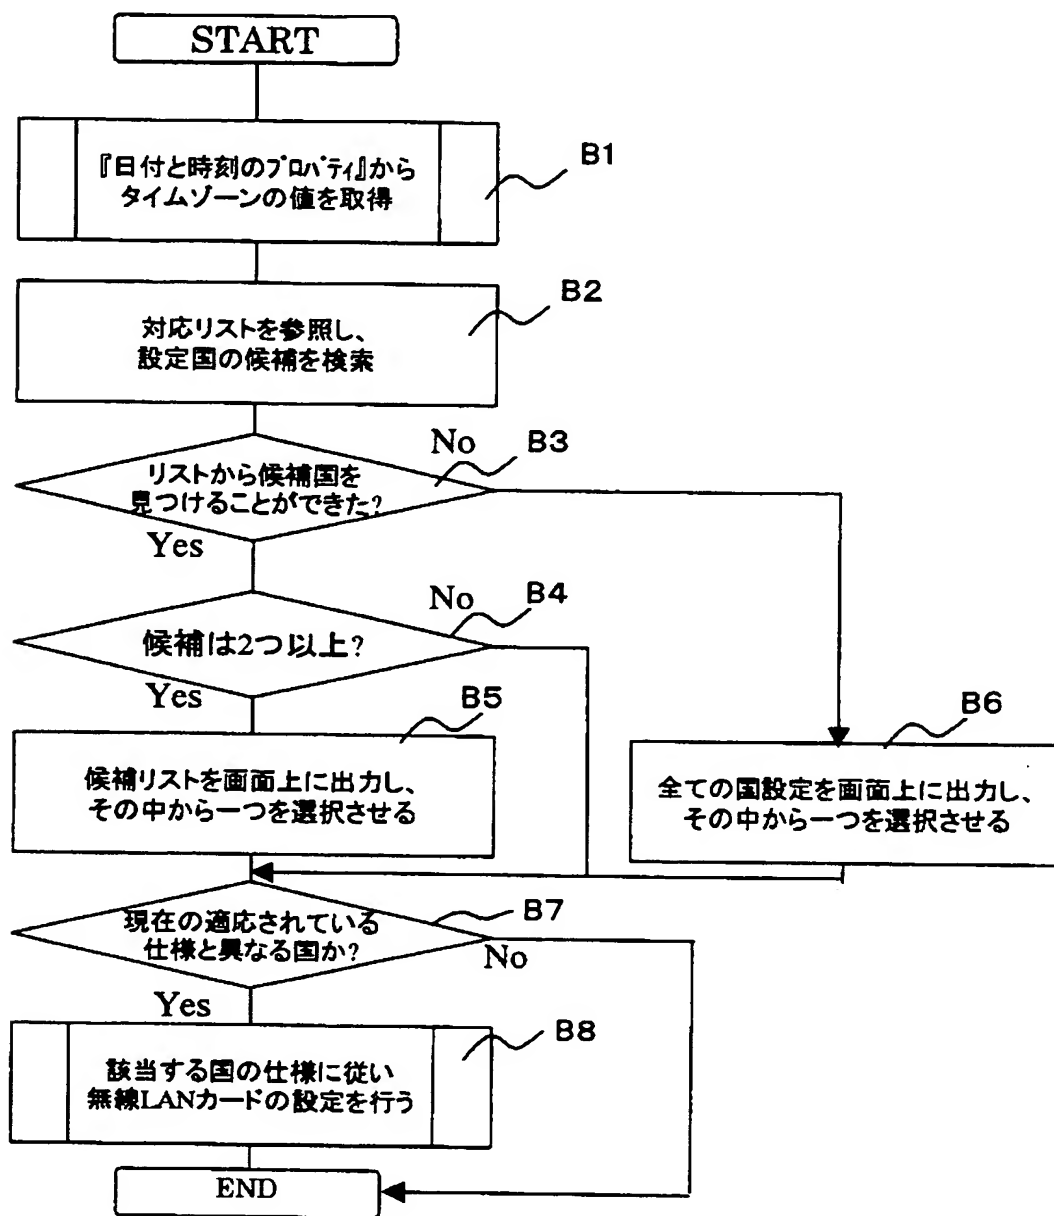 START
『日付と時刻のﾌﾟﾛﾊﾟﾃｨ』から
タイムゾーンの値を取得
B1
対応リストを参照し、
設定国の候補を検索
B2
リストから候補国を
見つけることができた?
No
B3
Yes
候補は2つ以上?
No
B4
Yes
候補リストを画面上に出力し、
その中から一つを選択させる
B5
全ての国設定を画面上に出力し、
その中から一つを選択させる
B6
現在の適応されている
仕様と異なる国か?
B7
No
Yes
該当する国の仕様に従い
無線LANカードの設定を行う
B8
END